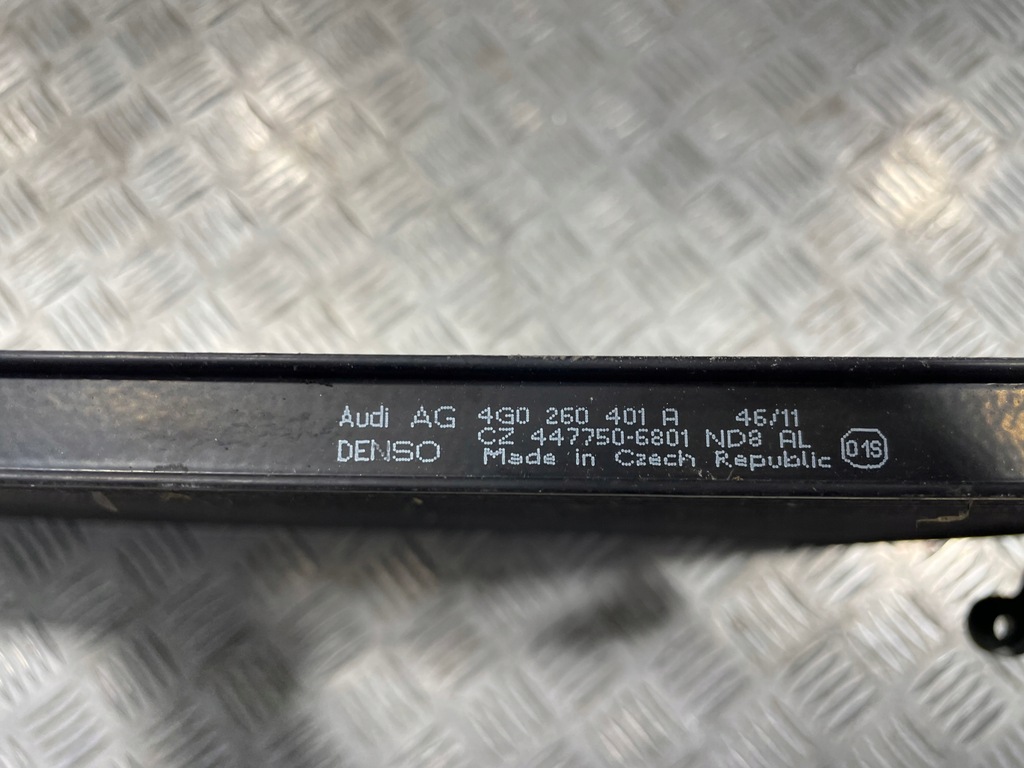 Audi AG 4G0 260 401 A 46/11
DENSO CZ 447750-6801 ND8 AL
Made in Czech Republic 01S